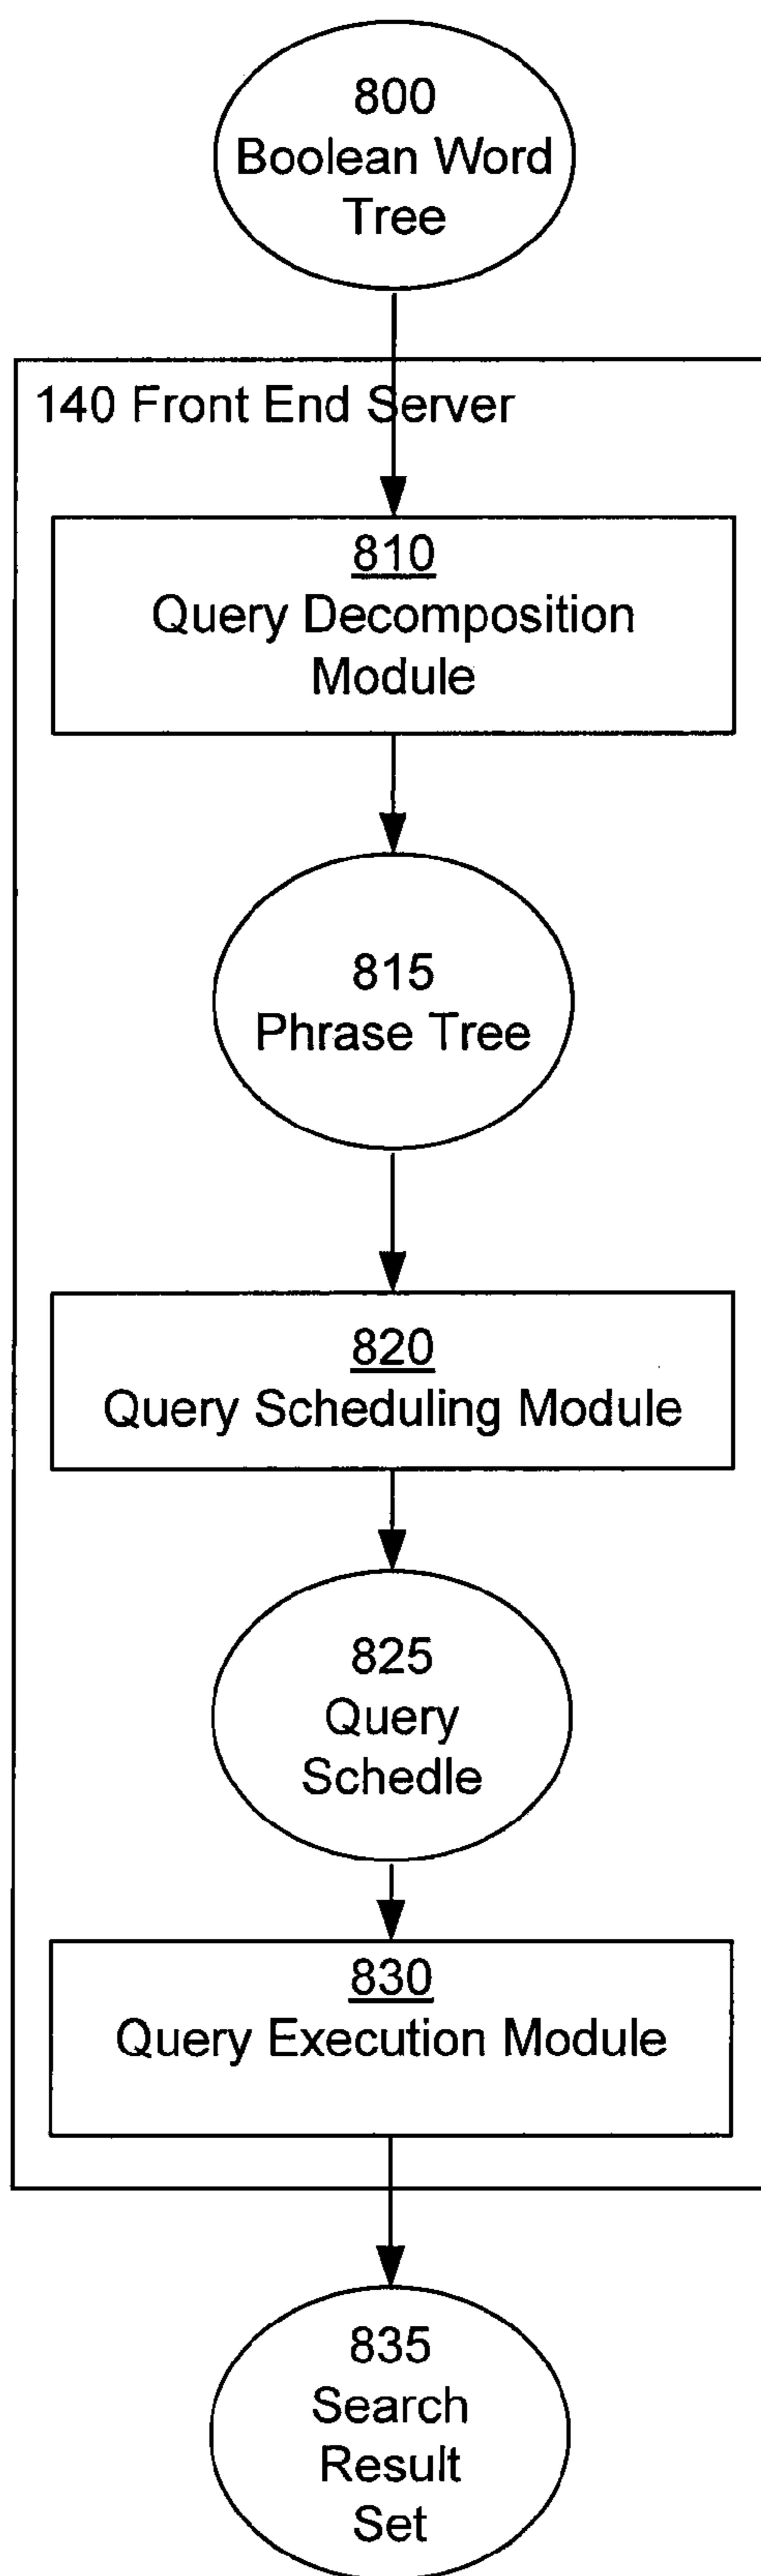 800
Boolean Word
Tree
140 Front End Server
810
Query Decomposition
Module
815
Phrase Tree
820
Query Scheduling Module
825
Query
Schedle
830
Query Execution Module
835
Search
Result
Set